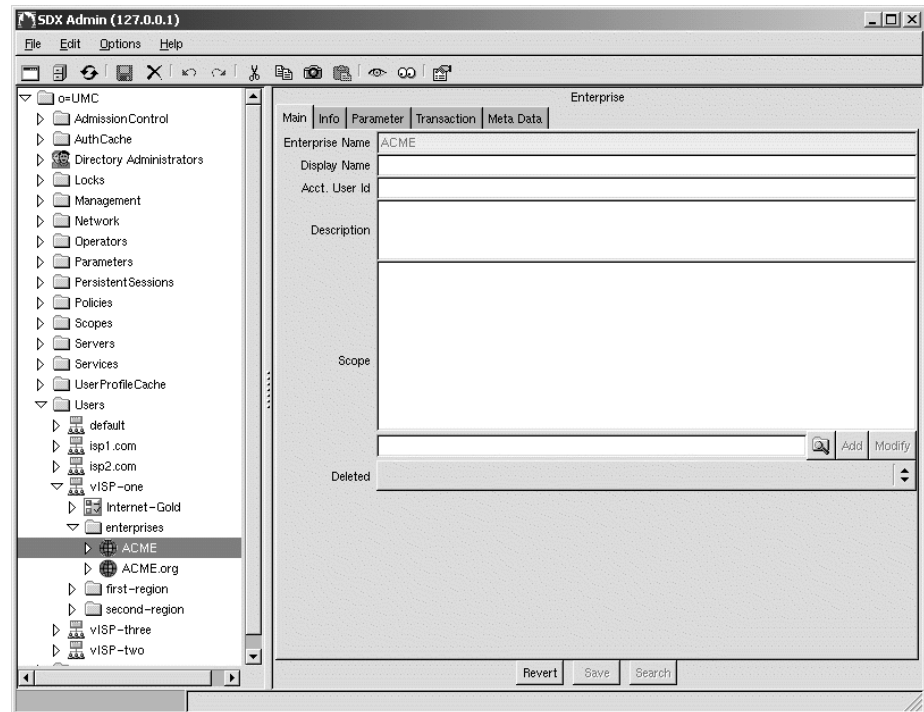 SDX Admin (127.0.0.1)
File Edit Options Help
o=UMC
AdmissionControl
AuthCache
Directory Administrators
Locks
Management
Network
Operators
Parameters
PersistentSessions
Policies
Scopes
Servers
Services
UserProfileCache
Users
default
isp1.com
isp2.com
vISP-one
Internet-Gold
enterprises
ACME
ACME.org
first-region
second-region
vISP-three
vISP-two
Enterprise
Main Info Parameter Transaction Meta Data
Enterprise Name ACME
Display Name
Acct. User Id
Description
Scope
Add Modify
Deleted
Revert Save Search